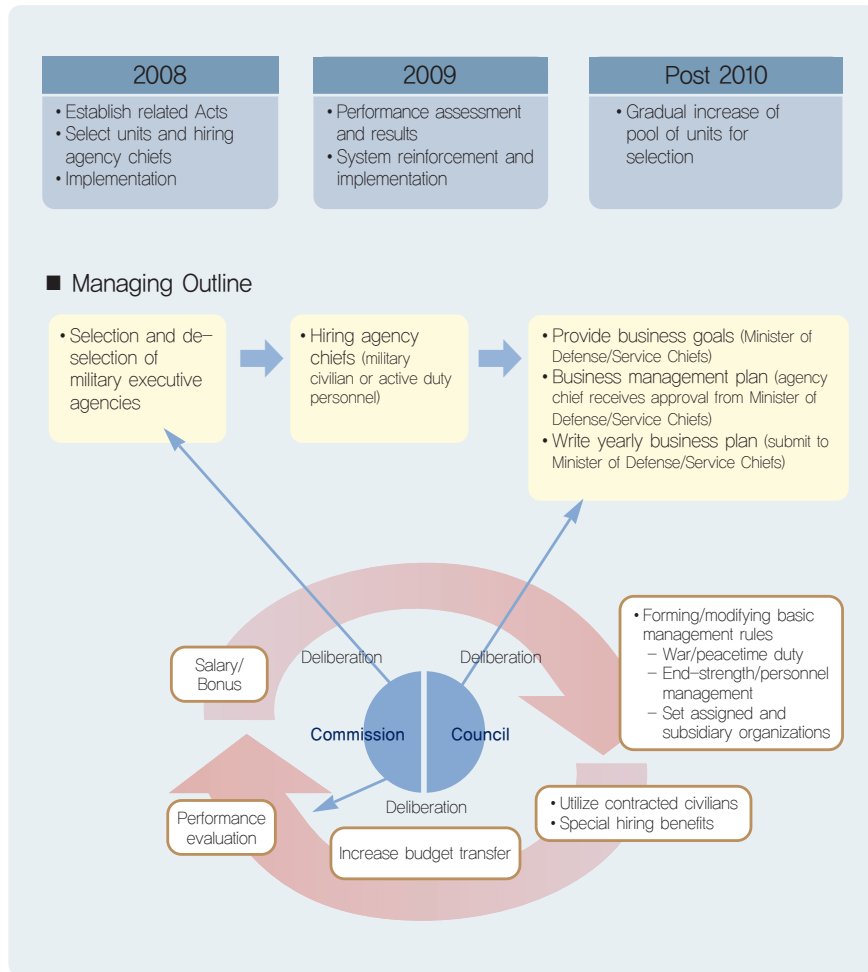 2008
• Establish related Acts
• Select units and hiring
agency chiefs
• Implementation
2009
• Performance assessment
and results
• System reinforcement and
implementation
Post 2010
• Gradual increase of
pool of units for
selection
■ Managing Outline
• Selection and de–
selection of
military executive
agencies
• Hiring agency
chiefs (military
civilian or active duty
personnel)
• Provide business goals (Minister of
Defense/Service Chiefs)
• Business management plan (agency
chief receives approval from Minister of
Defense/Service Chiefs)
• Write yearly business plan (submit to
Minister of Defense/Service Chiefs)
Salary/
Bonus
Deliberation
Deliberation
• Forming/modifying basic
management rules
– War/peacetime duty
– End–strength/personnel
management
– Set assigned and
subsidiary organizations
Commission
Council
Deliberation
Performance
evaluation
Increase budget transfer
• Utilize contracted civilians
• Special hiring benefits